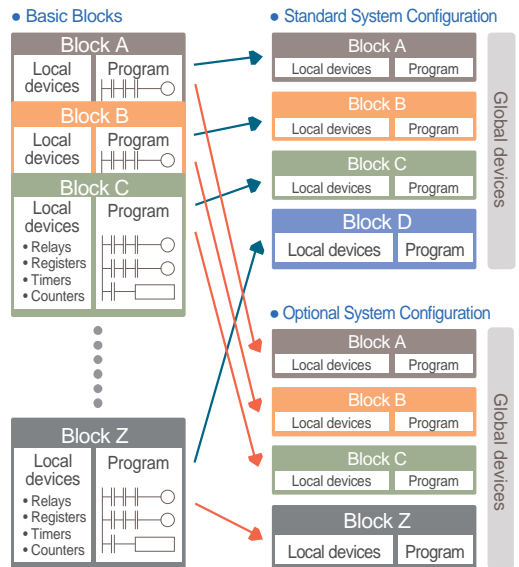 • Basic Blocks
Block A
Local
devices
Program
Block B
Local
devices
Program
Block C
Local
devices
• Relays
• Registers
• Timers
• Counters
Program
Block Z
Local
devices
• Relays
• Registers
• Timers
• Counters
Program
• Standard System Configuration
Block A
Local devices
Program
Block B
Local devices
Program
Block C
Local devices
Program
Block D
Local devices
Program
Global devices
• Optional System Configuration
Block A
Local devices
Program
Block B
Local devices
Program
Block C
Local devices
Program
Block Z
Local devices
Program
Global devices